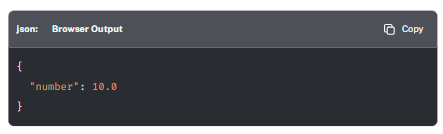 json: Browser Output Copy
{
"number": 10.0
}